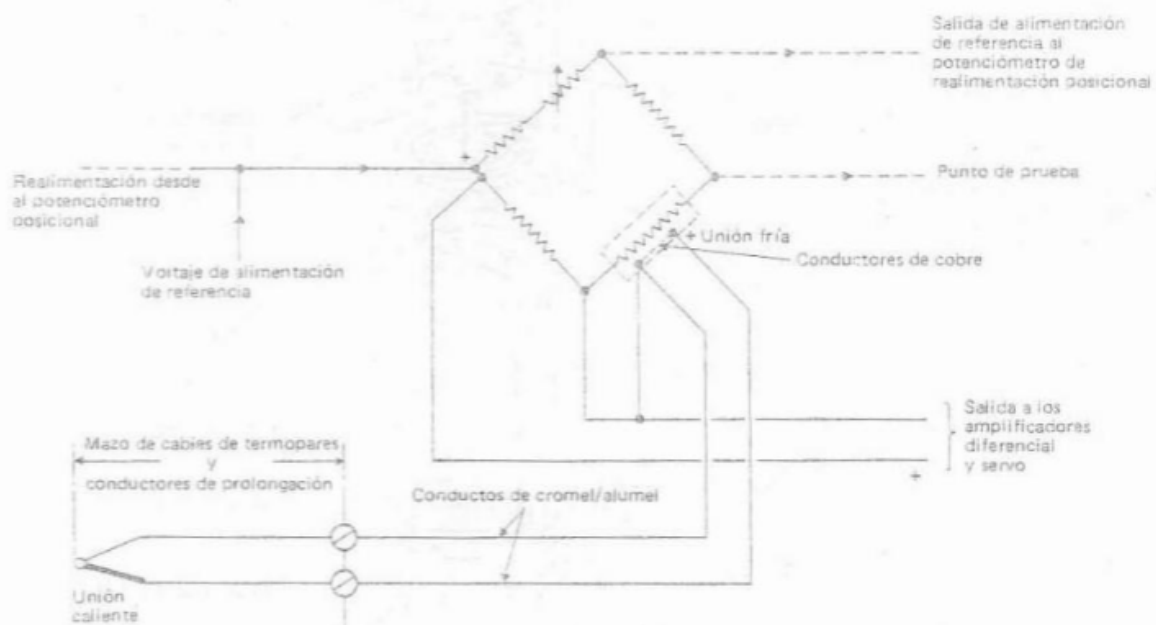 Salida de alimentación
de referencia al
potenciómetro de
realimentación posicional
Realimentación desde
el potenciómetro
posicional
Punto de prueba
+
+ Unión fría
Conductores de cobre
Voltaje de alimentación
de referencia
Salida a los
amplificadores
diferencial
y servo
+
Mazo de cables de termopares
y
conductores de prolongación
Conductos de cromel/alumel
Unión
caliente